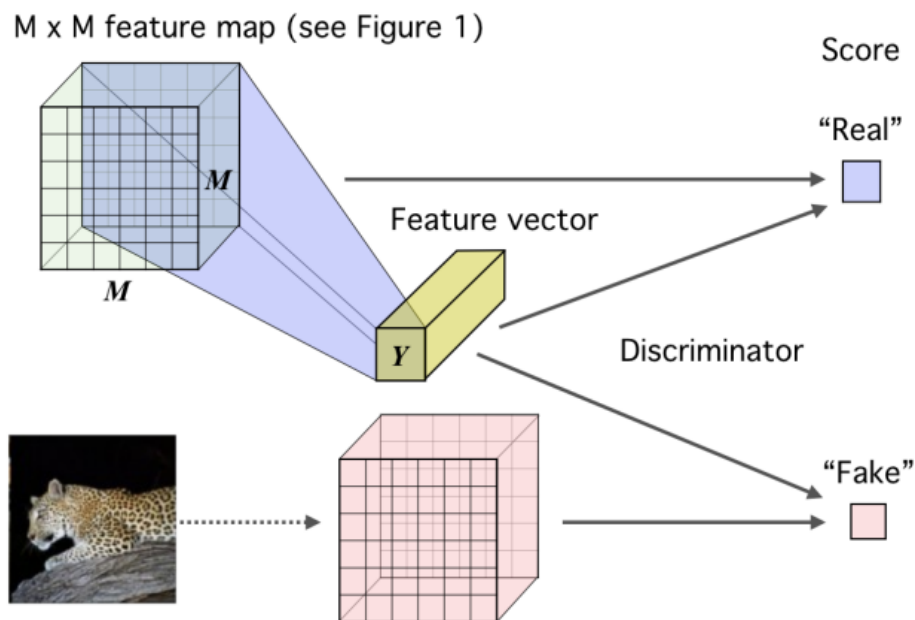 M x M feature map (see Figure 1)
Score
“Real”
M
Feature vector
M
Discriminator
Y
“Fake”